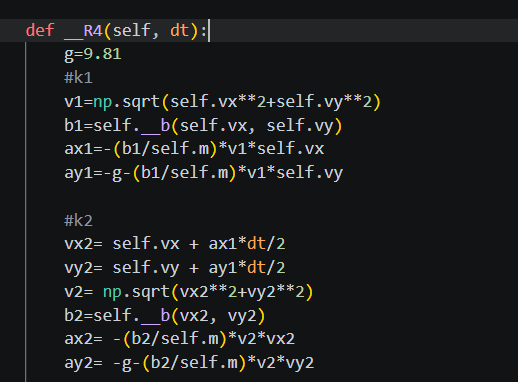 def __R4(self, dt):
g=9.81
#k1
v1=np.sqrt(self.vx**2+self.vy**2)
b1=self.__b(self.vx, self.vy)
ax1=-(b1/self.m)*v1*self.vx
ay1=-g-(b1/self.m)*v1*self.vy
#k2
vx2= self.vx + ax1*dt/2
vy2= self.vy + ay1*dt/2
v2= np.sqrt(vx2**2+vy2**2)
b2=self.__b(vx2, vy2)
ax2= -(b2/self.m)*v2*vx2
ay2= -g-(b2/self.m)*v2*vy2